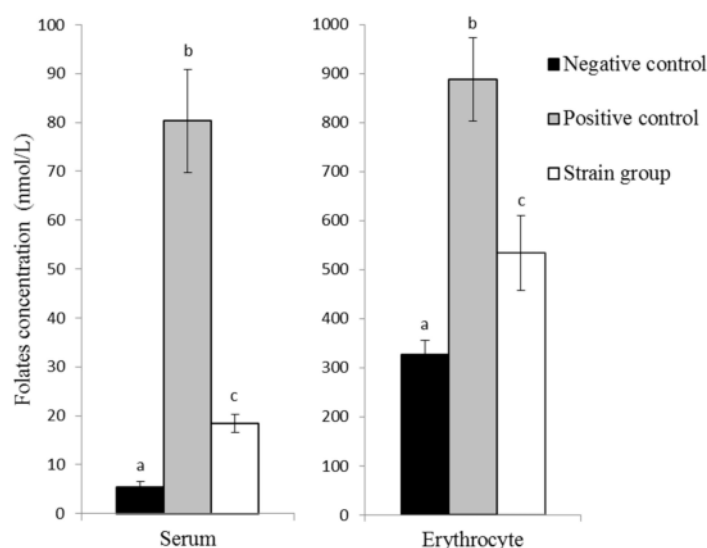 Folates concentration (nmol/L)
100
90
80
70
60
50
40
30
20
10
0
a
b
c
Serum
1000
900
800
700
600
500
400
300
200
100
0
a
b
c
Erythrocyte
Negative control
Positive control
Strain group